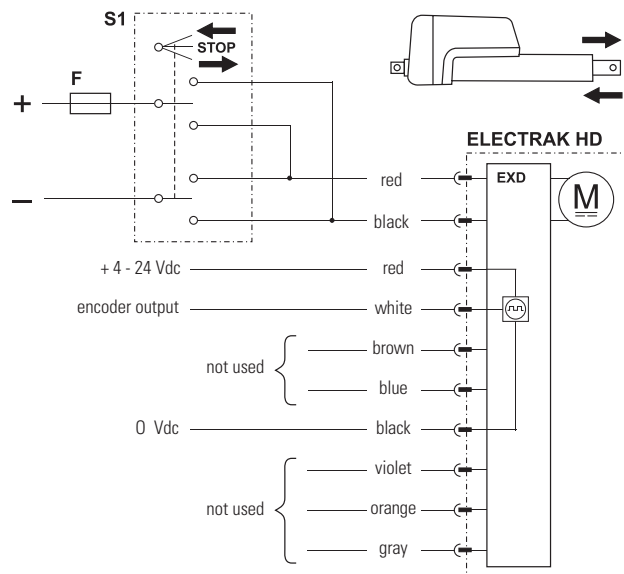 S1
STOP
F
+
–
ELECTRAK HD
EXD
M
red
black
+ 4 - 24 Vdc red
encoder output white
brown
not used
blue
0 Vdc black
violet
not used orange
gray